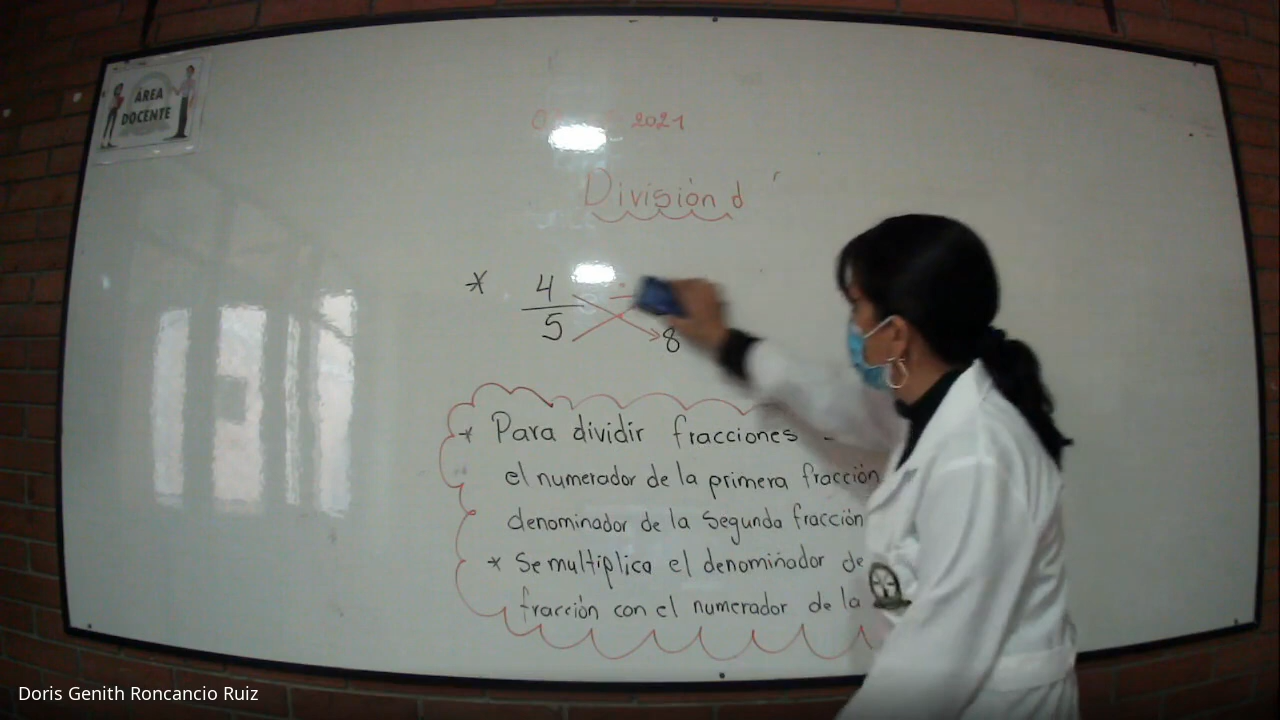 ÁREA
DOCENTE
2021
División d
* 4
5
8
* Para dividir fracciones
el numerador de la primera fracción
denominador de la segunda fracción
* Se multiplica el denominador de
fracción con el numerador de la
Doris Genith Roncancio Ruiz